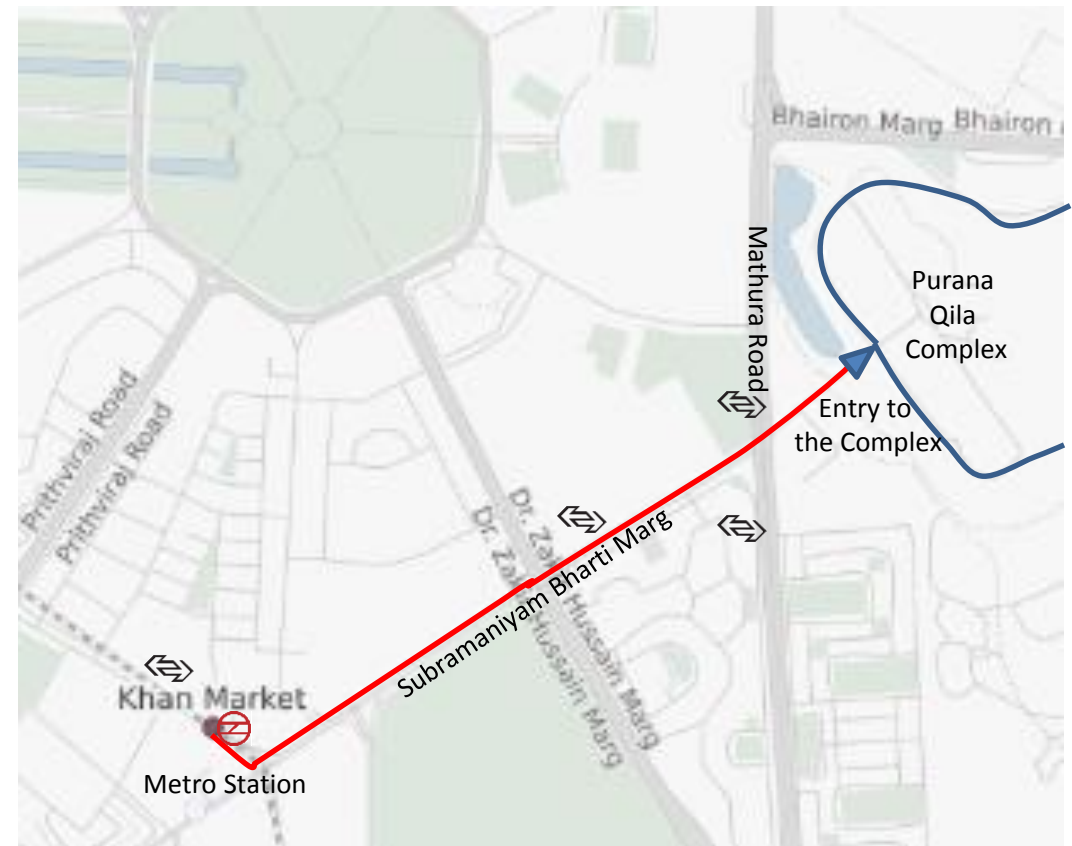 Bhairon Marg
Bhairon
Mathura Road
Purana
Qila
Complex
Entry to
the Complex
Prithviraj Road
Prithviraj Road
Dr. Zakir Hussain Marg
Dr. Zakir Hussain Marg
Subramaniyam Bharti Marg
Khan Market
Metro Station